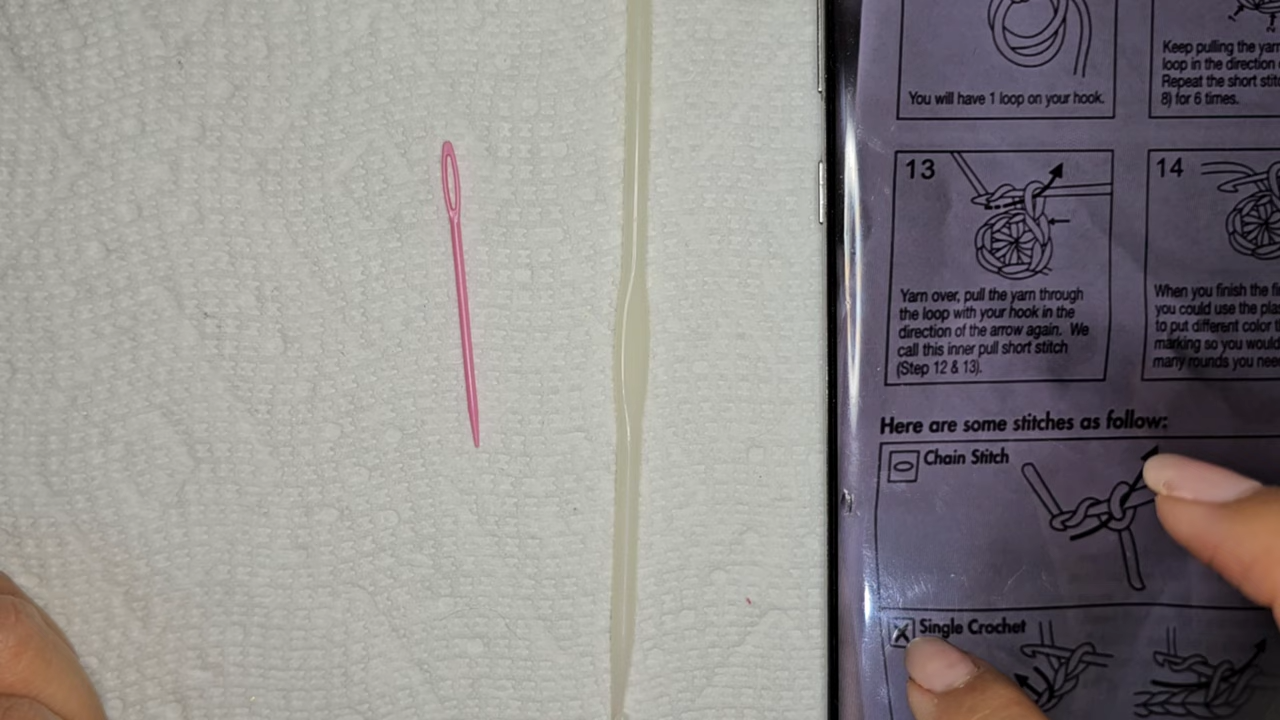 You will have 1 loop on your hook.
Keep pulling the yarn
loop in the direction
Repeat the short
8) for 6 times.
13
Yarn over, pull the yarn through
the loop with your hook in the
direction of the arrow again. We
call this inner pull short stitch
(Step 12 & 13).
14
When you finish the
you could use the
to put different color
marking so you would
many rounds you
Here are some stitches as follow:
Chain Stitch
Single Crochet